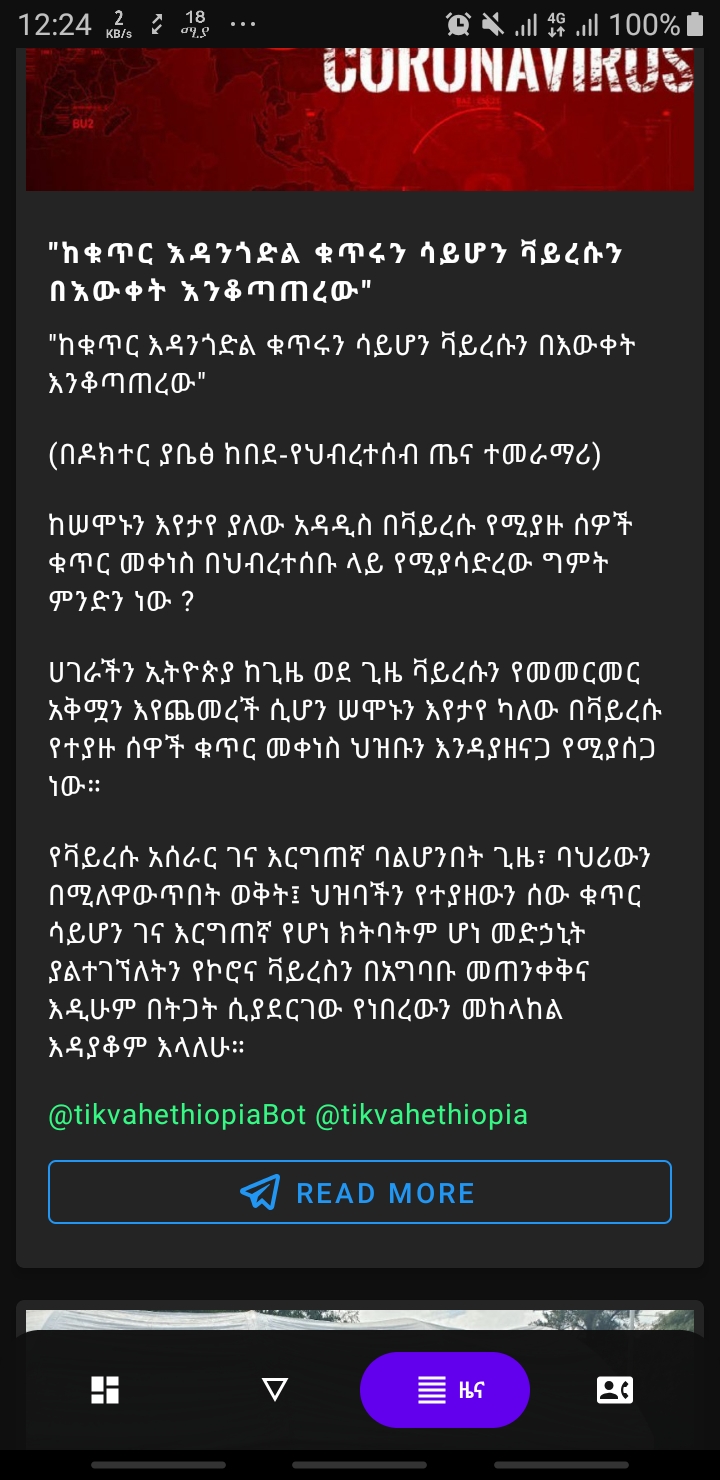 12:24 2 KB/s 18 ሚያ ... 4G 100%
CORONAVIRUS
BU2
"ከቁጥር እዳንጎድል ቁጥሩን ሳይሆን ቫይረሱን
በእውቀት እንቆጣጠረው"
"ከቁጥር እዳንጎድል ቁጥሩን ሳይሆን ቫይረሱን በእውቀት
እንቆጣጠረው"
(በዶክተር ያቤፅ ከበደ-የህብረተሰብ ጤና ተመራማሪ)
ከሠሞኑን እየታየ ያለው አዳዲስ በቫይረሱ የሚያዙ ሰዎች
ቁጥር መቀነስ በህብረተሰቡ ላይ የሚያሳድረው ግምት
ምንድን ነው ?
ሀገራችን ኢትዮጵያ ከጊዜ ወደ ጊዜ ቫይረሱን የመመርመር
አቅሟን እየጨመረች ሲሆን ሠሞኑን እየታየ ካለው በቫይረሱ
የተያዙ ሰዋች ቁጥር መቀነስ ህዝቡን እንዳያዘናጋ የሚያሰጋ
ነው።
የቫይረሱ አሰራር ገና እርግጠኛ ባልሆንበት ጊዜ፣ ባህሪውን
በሚለዋውጥበት ወቅት፤ ህዝባችን የተያዘውን ሰው ቁጥር
ሳይሆን ገና እርግጠኛ የሆነ ክትባትም ሆነ መድኃኒት
ያልተገኘለትን የኮሮና ቫይረስን በአግባቡ መጠንቀቅና
እዲሁም በትጋት ሲያደርገው የነበረውን መከላከል
እዳያቆም እላለሁ።
@tikvahethiopiaBot @tikvahethiopia
READ MORE
ዜና